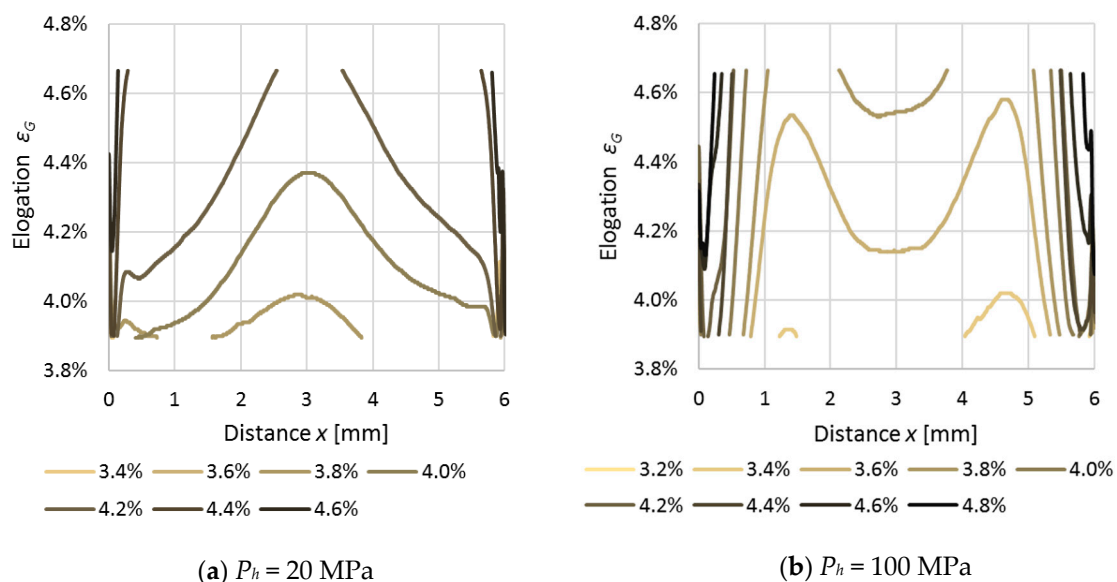 4.8%
4.6%
4.4%
4.2%
4.0%
3.8%
Elogation εG
0 1 2 3 4 5 6
Distance x [mm]
3.4% 3.6% 3.8% 4.0%
4.2% 4.4% 4.6%
(a) Ph = 20 MPa
4.8%
4.6%
4.4%
4.2%
4.0%
3.8%
Elogation εG
0 1 2 3 4 5 6
Distance x [mm]
3.2% 3.4% 3.6% 3.8% 4.0%
4.2% 4.4% 4.6% 4.8%
(b) Ph = 100 MPa